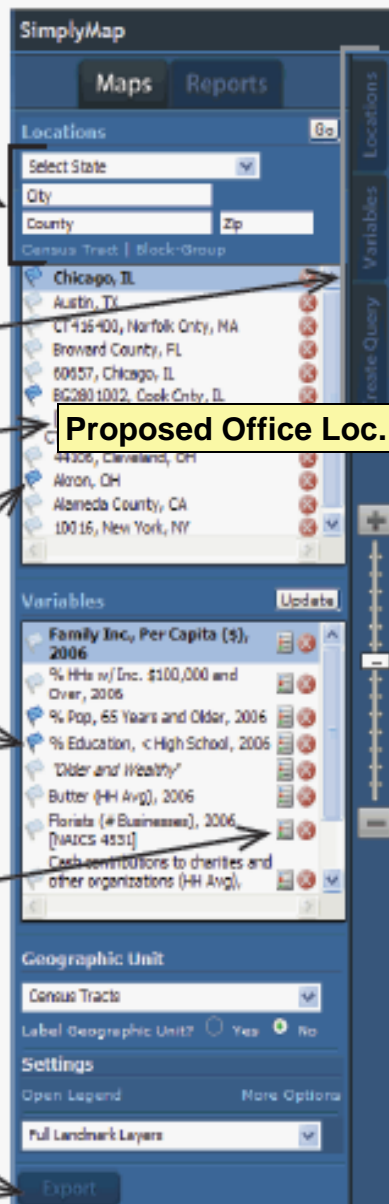 SimplyMap
Maps Reports
Locations Go
Select State
City
County Zip
Census Tract | Block-Group
Chicago, IL
Austin, TX
CT 416400, Norfolk Cnty, MA
Broward County, FL
60657, Chicago, IL
BG2801002, Cook Cnty, IL
Proposed Office Loc.
44306, Cleveland, OH
Akron, OH
Alameda County, CA
10016, New York, NY
Variables Update
Family Inc, Per Capita ($),
2006
% HHs w/ Inc. $100,000 and
Over, 2006
% Pop, 65 Years and Older, 2006
% Education, < High School, 2006
"Older and Wealthy"
Butter (HH Avg), 2006
Florists (# Businesses), 2006
[NAICS 4531]
Cash contributions to charities and
other organizations (HH Avg),
Geographic Unit
Census Tracts
Label Geographic Unit? Yes No
Settings
Open Legend More Options
Full Landmark Layers
Export
Locations
Variables
Create Query